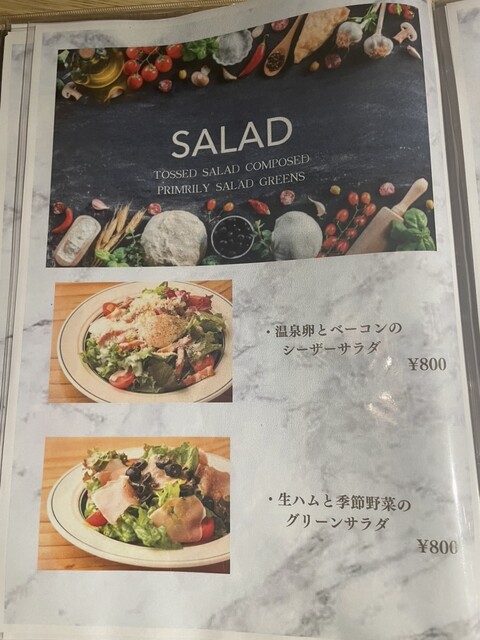 SALAD
TOSSED SALAD COMPOSED
PRIMRILY SALAD GREENS
・温泉卵とベーコンの
シーザーサラダ
¥800
・生ハムと季節野菜の
グリーンサラダ
¥800